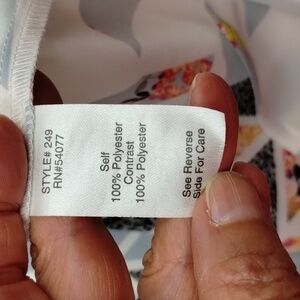 STYLE# 249
RN#54077
Self
100% Polyester
Contrast
100% Polyester
See Reverse
Side For Care